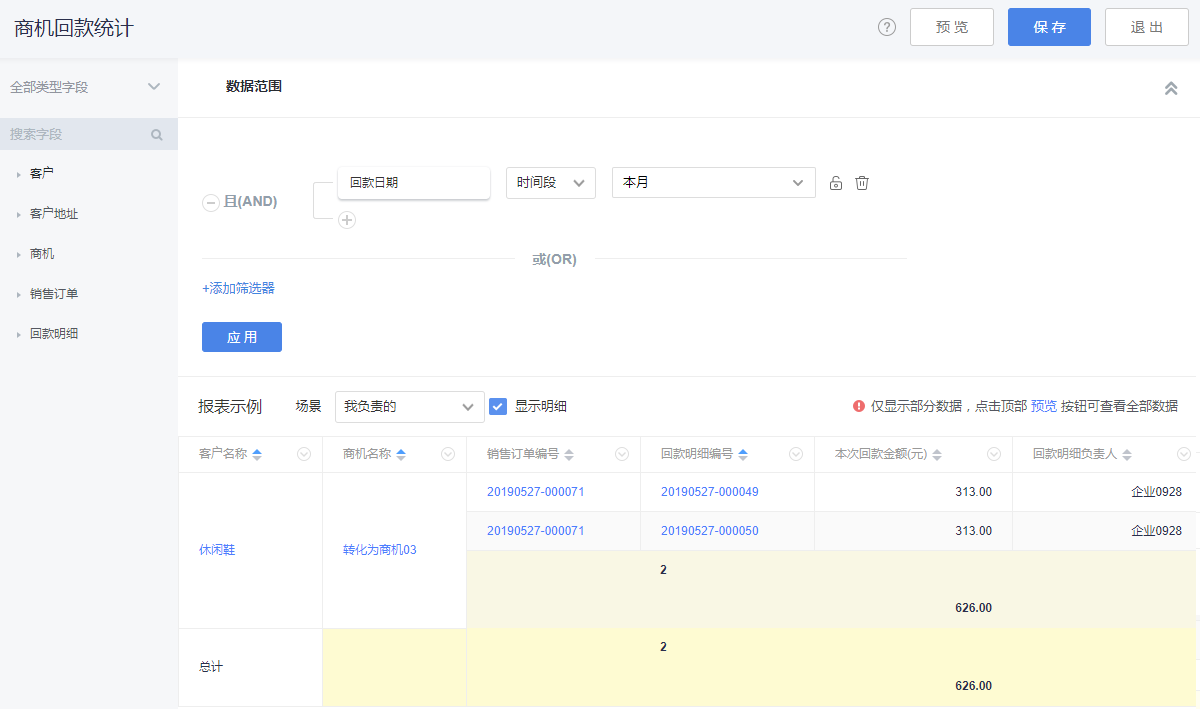 商机回款统计
? 预 览 保 存 退 出
全部类型字段
搜索字段
客户
客户地址
商机
销售订单
回款明细
数据范围
且(AND)
回款日期 时间段 本月
或(OR)
+添加筛选器
应 用
报表示例 场景 我负责的 显示明细 仅显示部分数据，点击顶部 预览 按钮可查看全部数据
客户名称 商机名称 销售订单编号 回款明细编号 本次回款金额(元) 回款明细负责人
20190527-000071 20190527-000049 313.00 企业0928
20190527-000071 20190527-000050 313.00 企业0928
休闲鞋 转化为商机03
2
626.00
总计
2
626.00